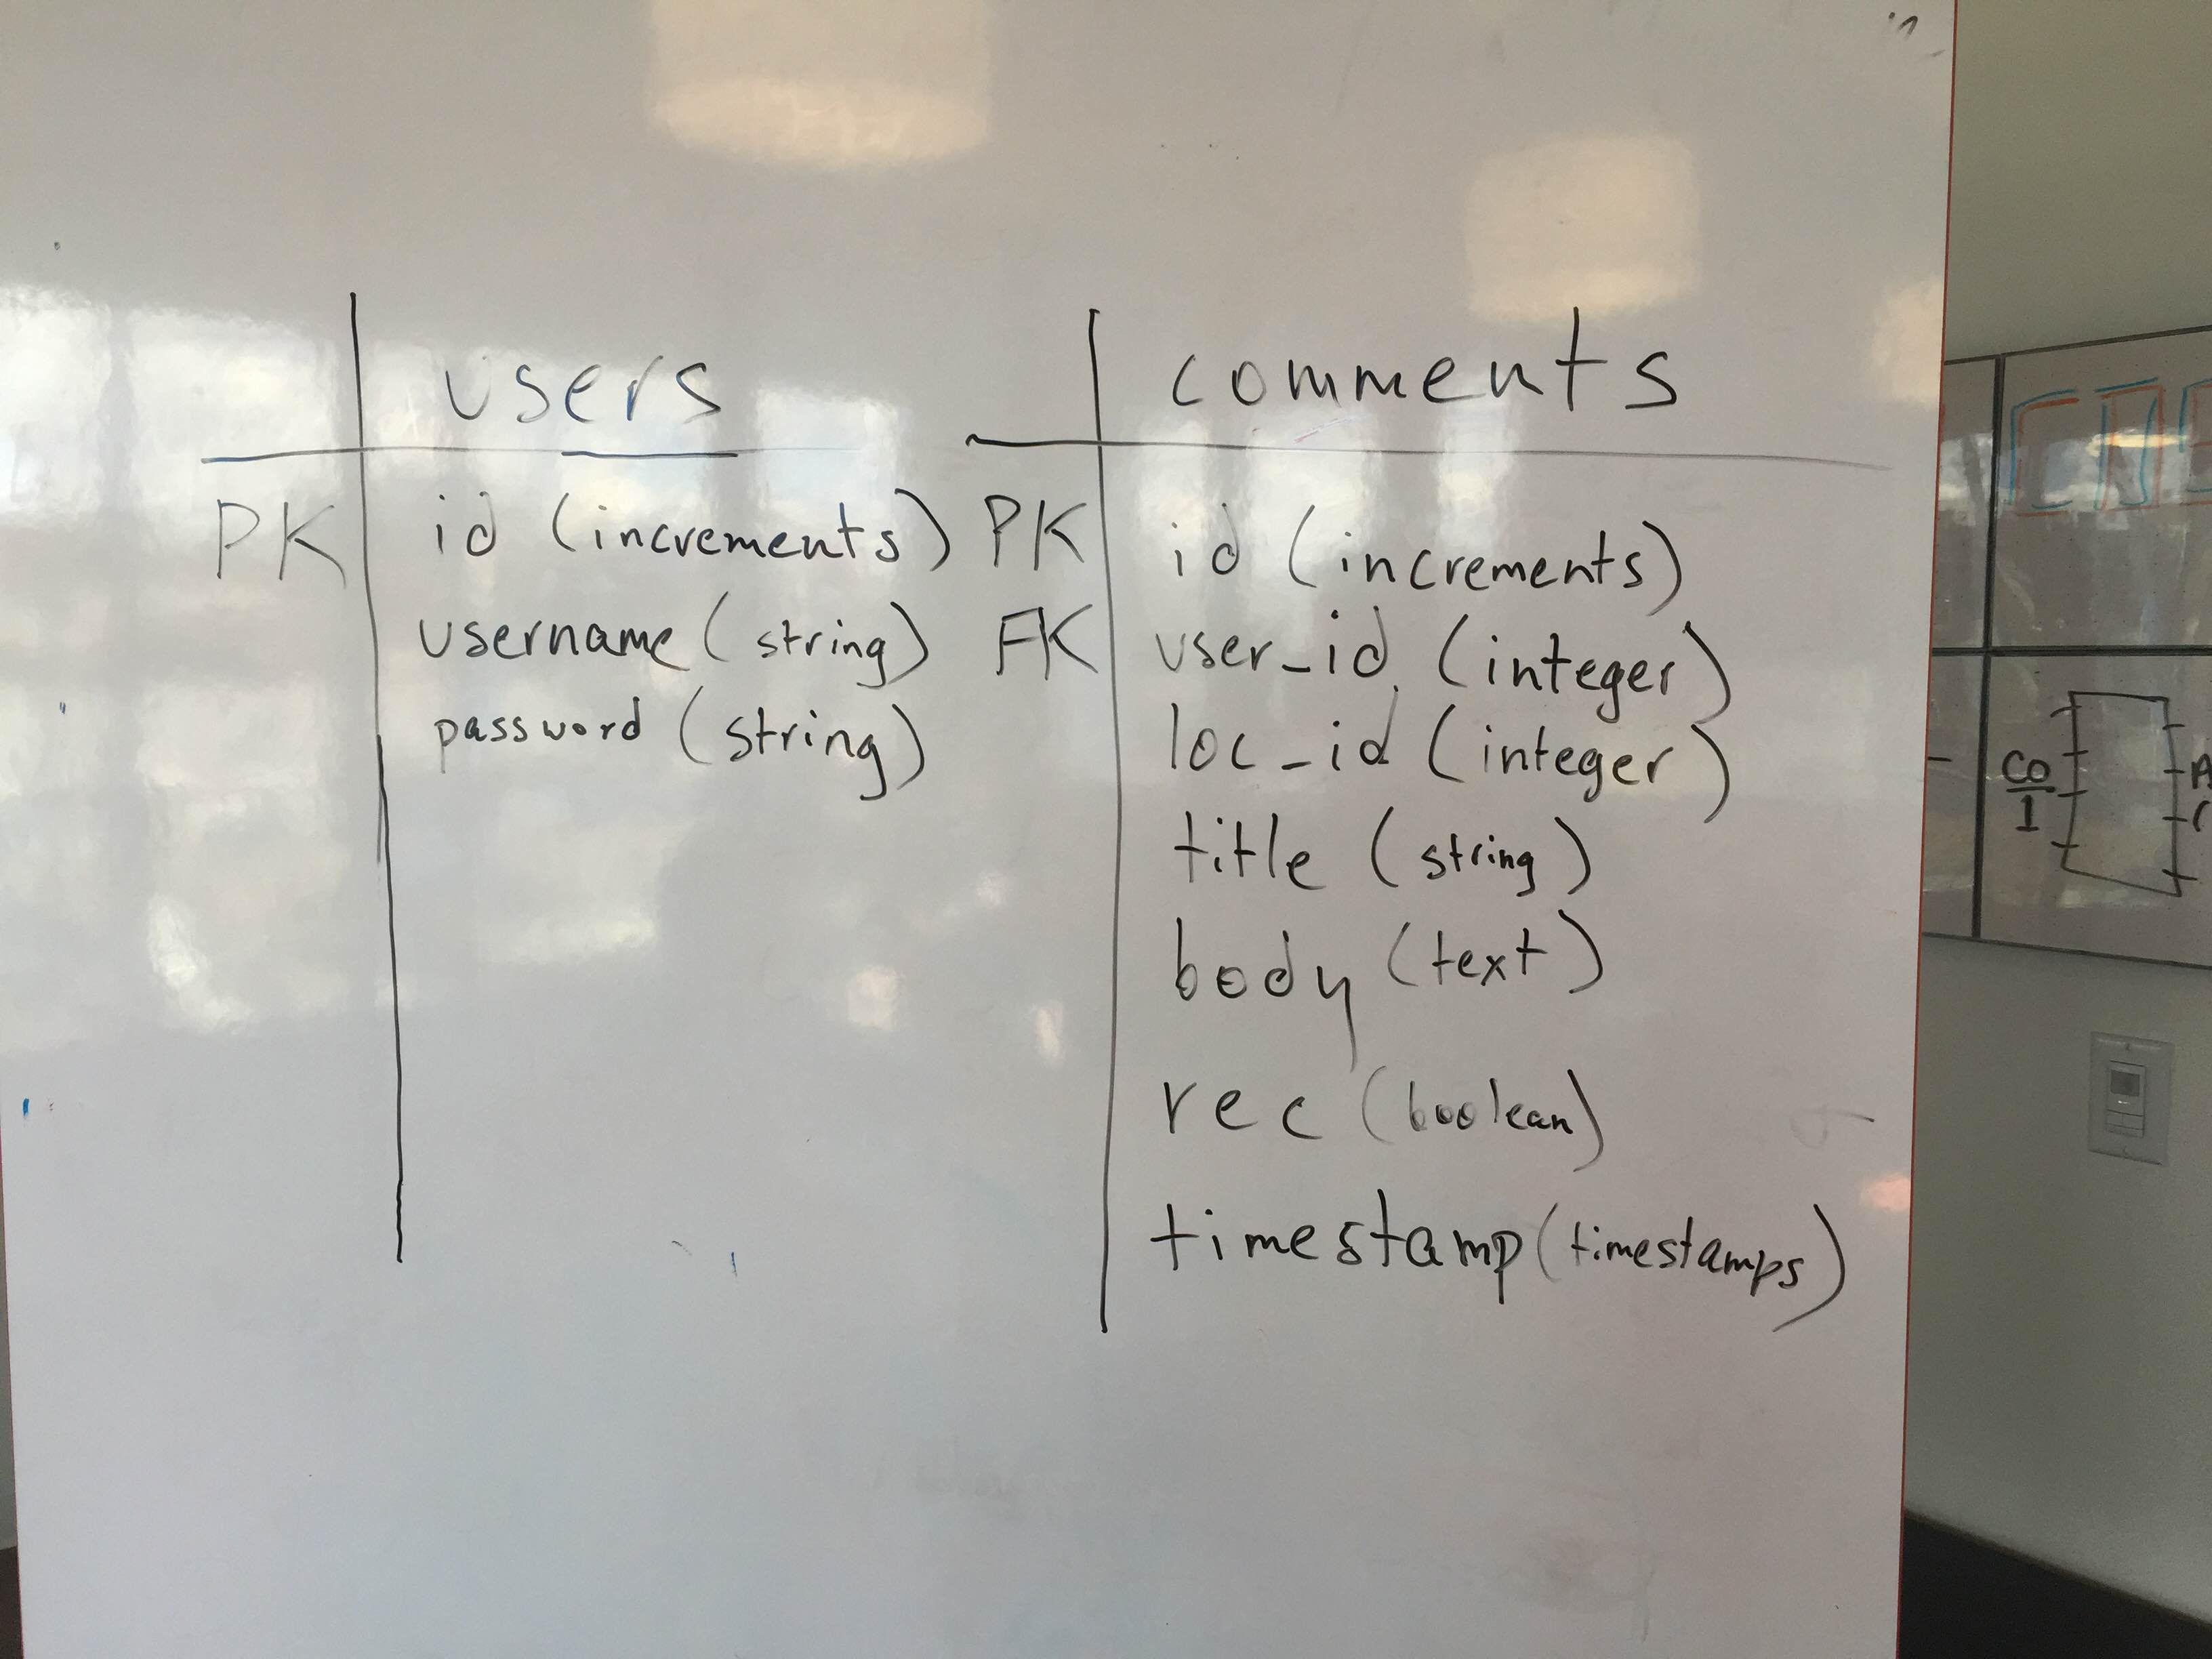 users
PK id (increments)
username (string)
password (string)
comments
PK id (increments)
FK user_id (integer)
loc_id (integer)
title (string)
body (text)
rec (boolean)
timestamp (timestamps)
CO
I